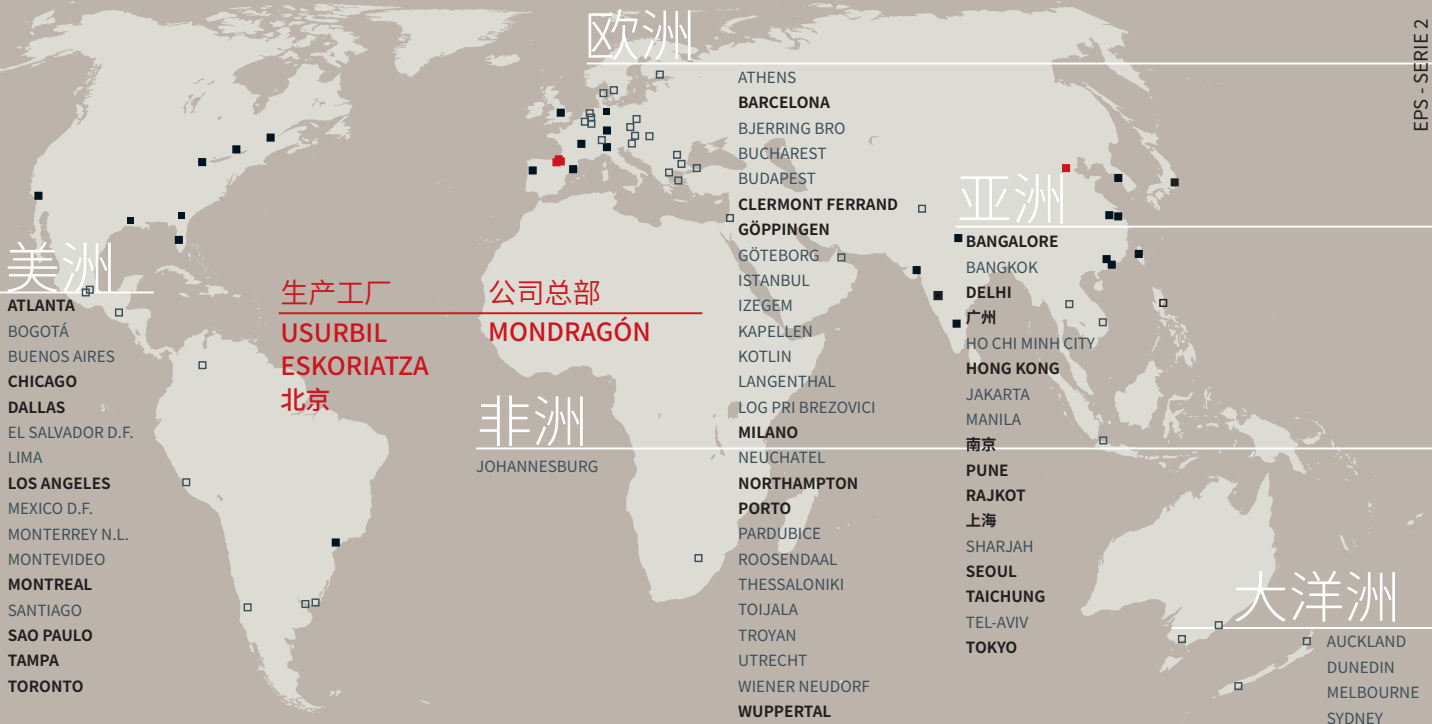 欧洲
EPS - SERIE 2
美洲
ATLANTA
BOGOTÁ
BUENOS AIRES
CHICAGO
DALLAS
EL SALVADOR D.F.
LIMA
LOS ANGELES
MEXICO D.F.
MONTERREY N.L.
MONTEVIDEO
MONTREAL
SANTIAGO
SAO PAULO
TAMPA
TORONTO
生产工厂
USURBIL
ESKORIATZA
北京
公司总部
MONDRAGÓN
非洲
JOHANNESBURG
ATHENS
BARCELONA
BJERRING BRO
BUCHAREST
BUDAPEST
CLERMONT FERRAND
GÖPPINGEN
GÖTEBORG
ISTANBUL
IZEGEM
KAPELLEN
KOTLIN
LANGENTHAL
LOG PRI BREZOVICI
MILANO
NEUCHATEL
NORTHAMPTON
PORTO
PARDUBICE
ROOSENDAAL
THESSALONIKI
TOIJALA
TROYAN
UTRECHT
WIENER NEUDORF
WUPPERTAL
亚洲
BANGALORE
BANGKOK
DELHI
广州
HO CHI MINH CITY
HONG KONG
JAKARTA
MANILA
南京
PUNE
RAJKOT
上海
SHARJAH
SEOUL
TAICHUNG
TEL-AVIV
TOKYO
大洋洲
AUCKLAND
DUNEDIN
MELBOURNE
SYDNEY